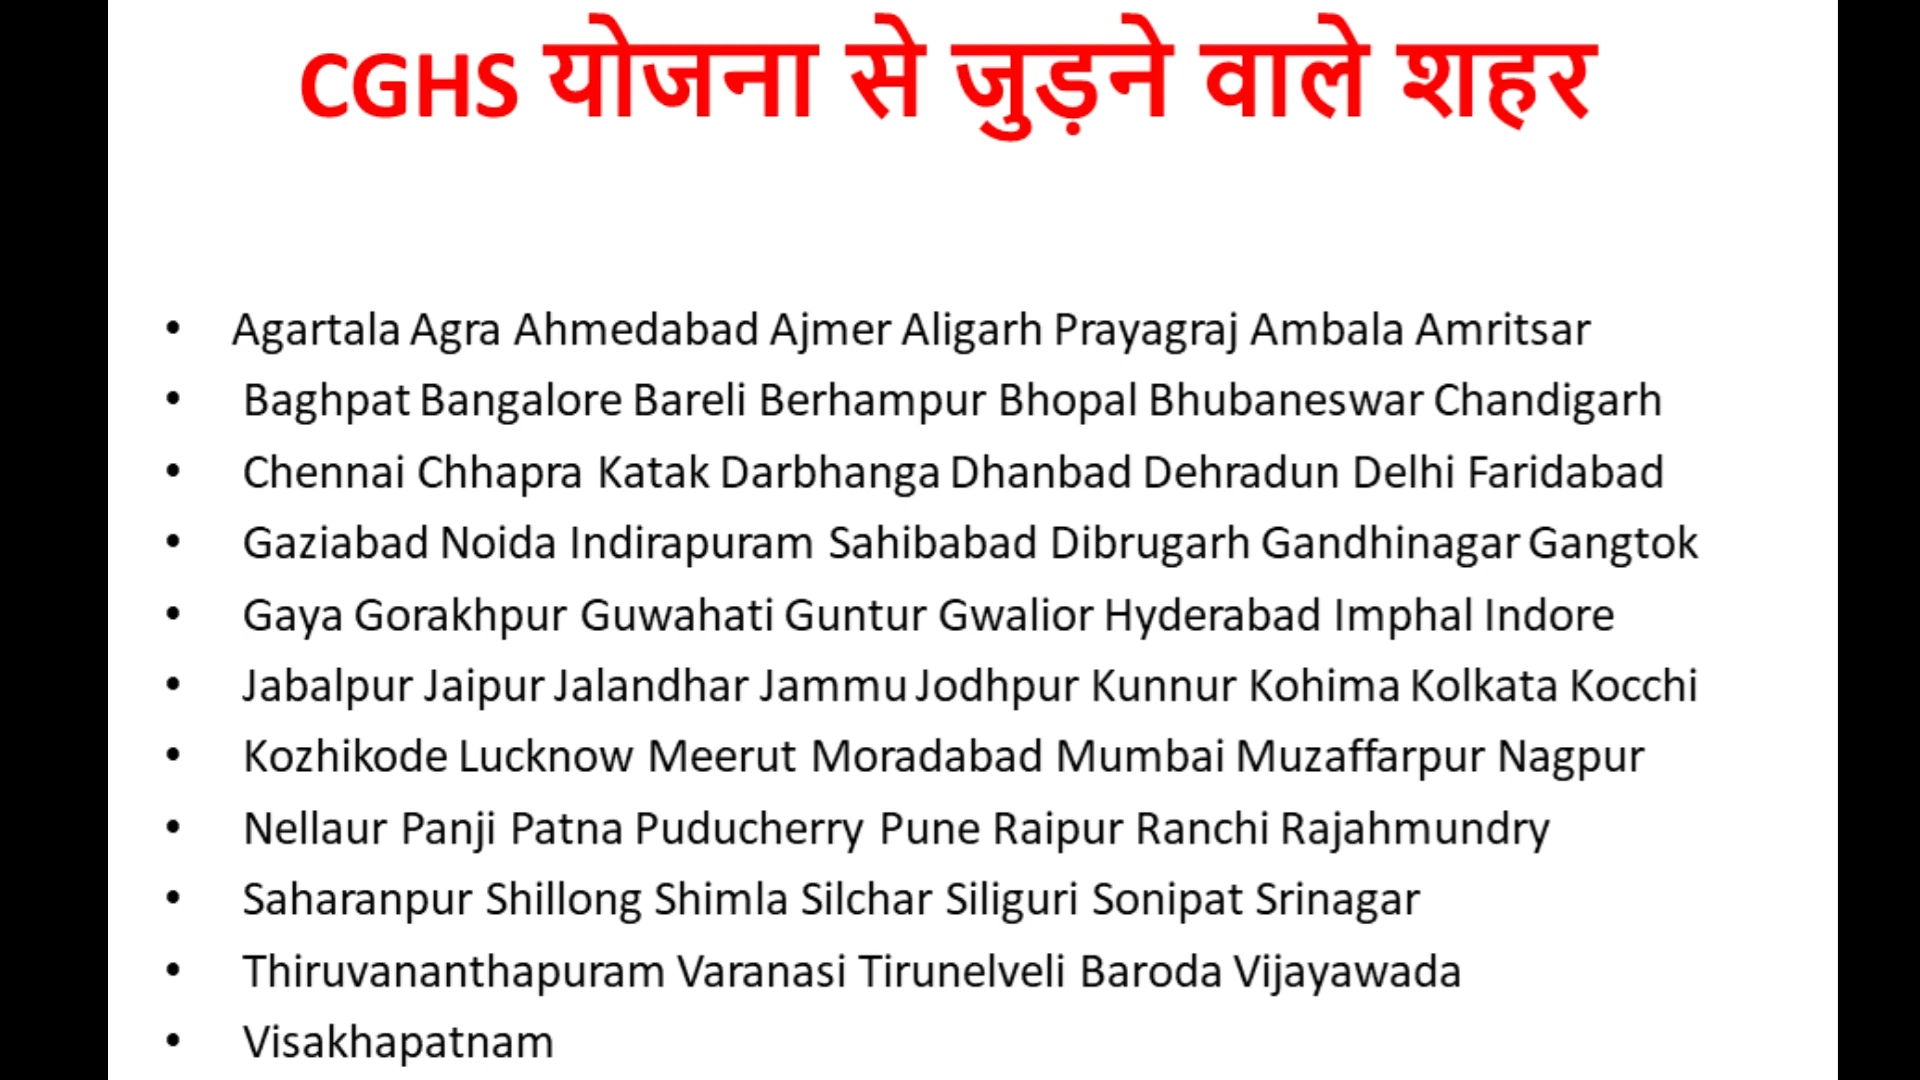 CGHS योजना से जुड़ने वाले शहर
• Agartala Agra Ahmedabad Ajmer Aligarh Prayagraj Ambala Amritsar
• Baghpat Bangalore Bareli Berhampur Bhopal Bhubaneswar Chandigarh
• Chennai Chhapra Katak Darbhanga Dhanbad Dehradun Delhi Faridabad
• Gaziabad Noida Indirapuram Sahibabad Dibrugarh Gandhinagar Gangtok
• Gaya Gorakhpur Guwahati Guntur Gwalior Hyderabad Imphal Indore
• Jabalpur Jaipur Jalandhar Jammu Jodhpur Kunnur Kohima Kolkata Kocchi
• Kozhikode Lucknow Meerut Moradabad Mumbai Muzaffarpur Nagpur
• Nellaur Panji Patna Puducherry Pune Raipur Ranchi Rajahmundry
• Saharanpur Shillong Shimla Silchar Siliguri Sonipat Srinagar
• Thiruvananthapuram Varanasi Tirunelveli Baroda Vijayawada
• Visakhapatnam